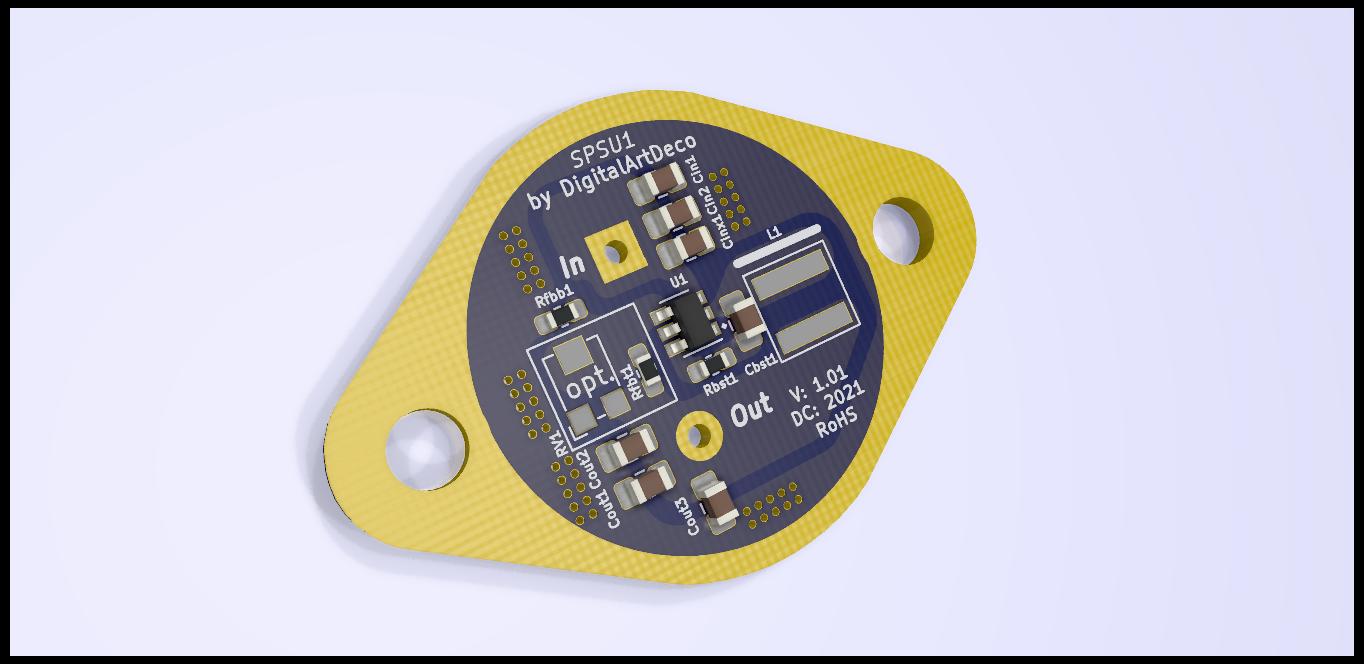 SPSU1
by DigitalArtDeco
Cin1
Cin2
Cinx1
In
L1
U1
Rfbb1
opt.
Rfbt1
Rbst1
Cbst1
Out
V: 1.01
DC: 2021
RoHS
RV1
Cout2
Cout1
Cout3